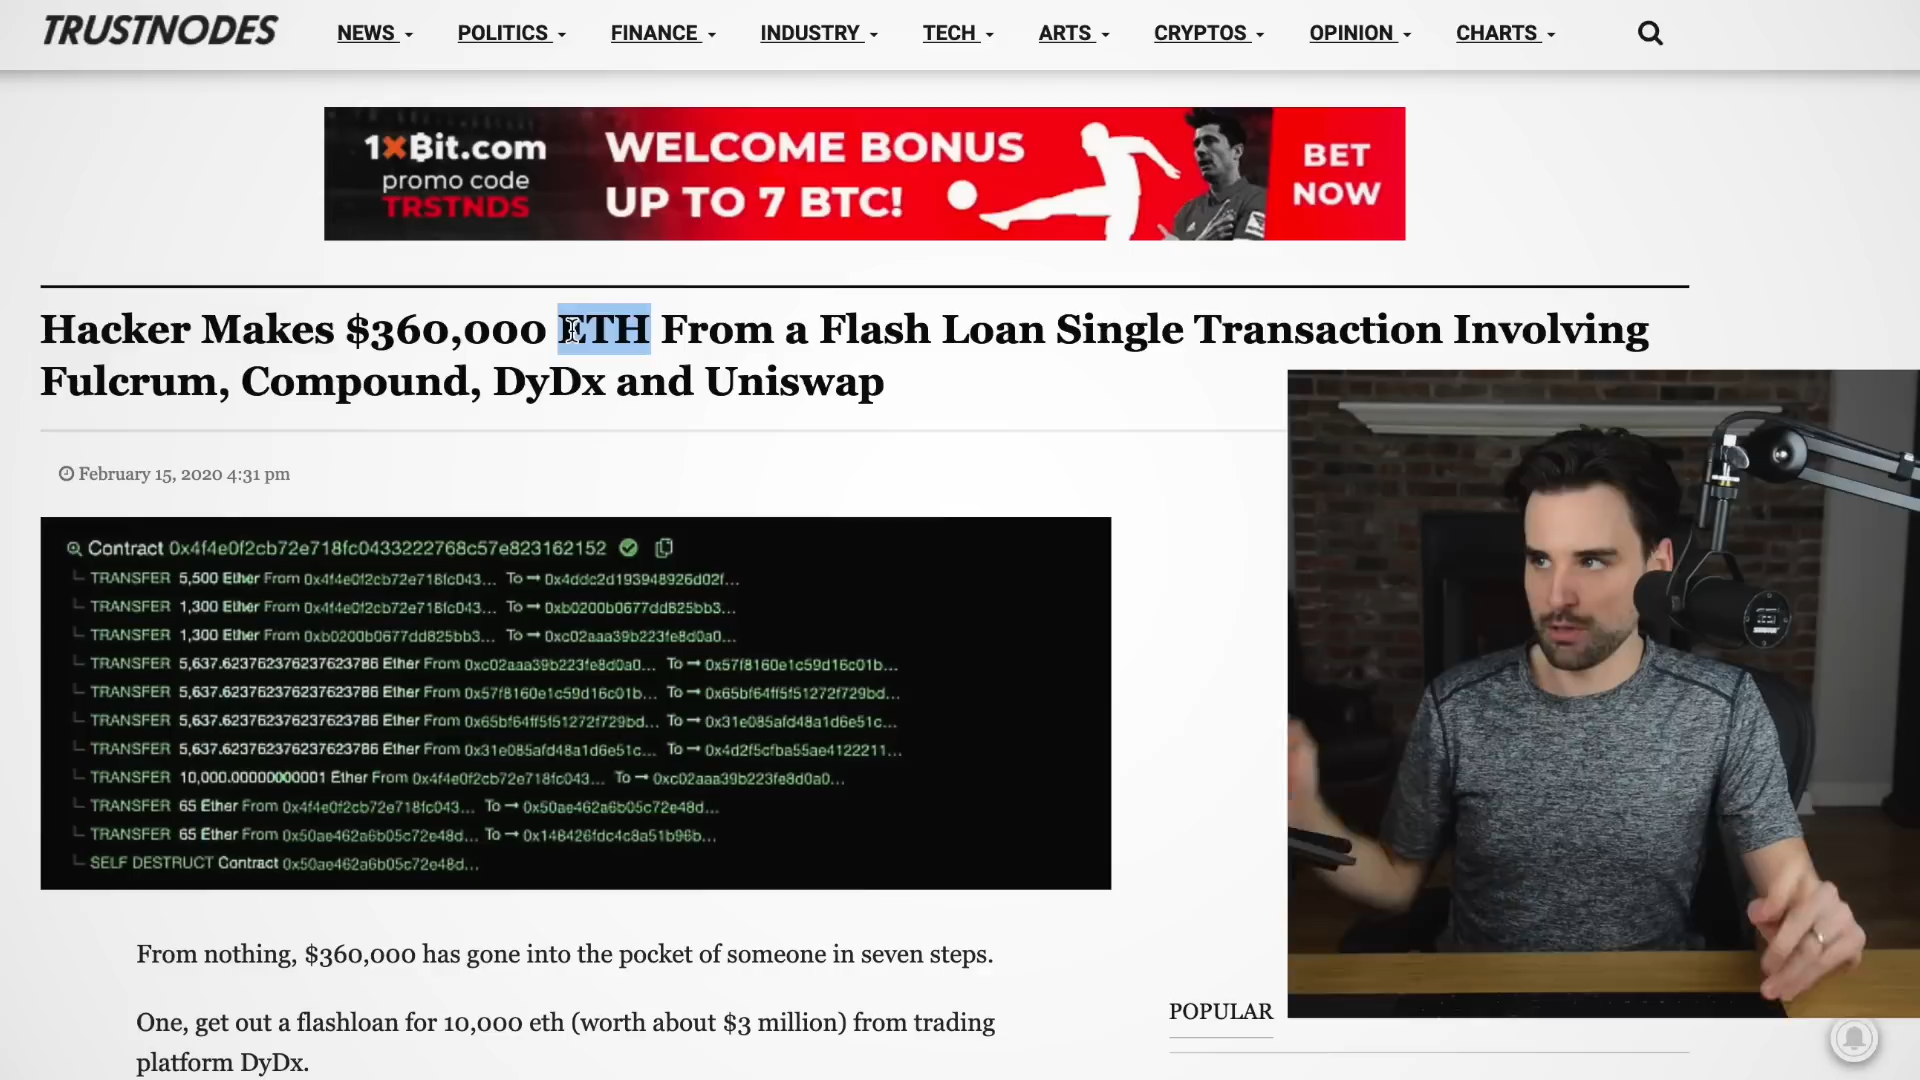 TRUSTNODES
NEWS POLITICS FINANCE INDUSTRY TECH ARTS CRYPTOS OPINION CHARTS
1XBit.com
promo code
TRSTNDS
WELCOME BONUS
UP TO 7 BTC!
BET
NOW
Hacker Makes $360,000 ETH From a Flash Loan Single Transaction Involving
Fulcrum, Compound, DyDx and Uniswap
February 15, 2020 4:31 pm
Contract 0x4f4e0f2cb72e718fc0433222768c57e823162152
TRANSFER 5,500 Ether From 0x4f4e0f2cb72e718fc043... To → 0x4ddc2d193948926d02f...
TRANSFER 1,300 Ether From 0x4f4e0f2cb72e718fc043... To → 0xb0200b0677dd825bb3...
TRANSFER 1,300 Ether From 0xb0200b0677dd825bb3... To → 0xc02aaa39b223fe8d0a0...
TRANSFER 5,637.623762376237623786 Ether From 0xc02aaa39b223fe8d0a0... To → 0x57f8160e1c59d16c01b...
TRANSFER 5,637.623762376237623786 Ether From 0x57f8160e1c59d16c01b... To → 0x65bf64ff5f51272f729bd...
TRANSFER 5,637.623762376237623786 Ether From 0x65bf64ff5f51272f729bd... To → 0x31e085afd48a1d6e51c...
TRANSFER 5,637.623762376237623786 Ether From 0x31e085afd48a1d6e51c... To → 0x4d2f5cfba55ae4122211...
TRANSFER 10,000.00000000001 Ether From 0x4f4e0f2cb72e718fc043... To → 0xc02aaa39b223fe8d0a0...
TRANSFER 65 Ether From 0x4f4e0f2cb72e718fc043... To → 0x50ae462a6b05c72e48d...
TRANSFER 65 Ether From 0x50ae462a6b05c72e48d... To → 0x148426fdc4c8a51b96b...
SELF DESTRUCT Contract 0x50ae462a6b05c72e48d...
From nothing, $360,000 has gone into the pocket of someone in seven steps.
One, get out a flashloan for 10,000 eth (worth about $3 million) from trading
platform DyDx.
POPULAR